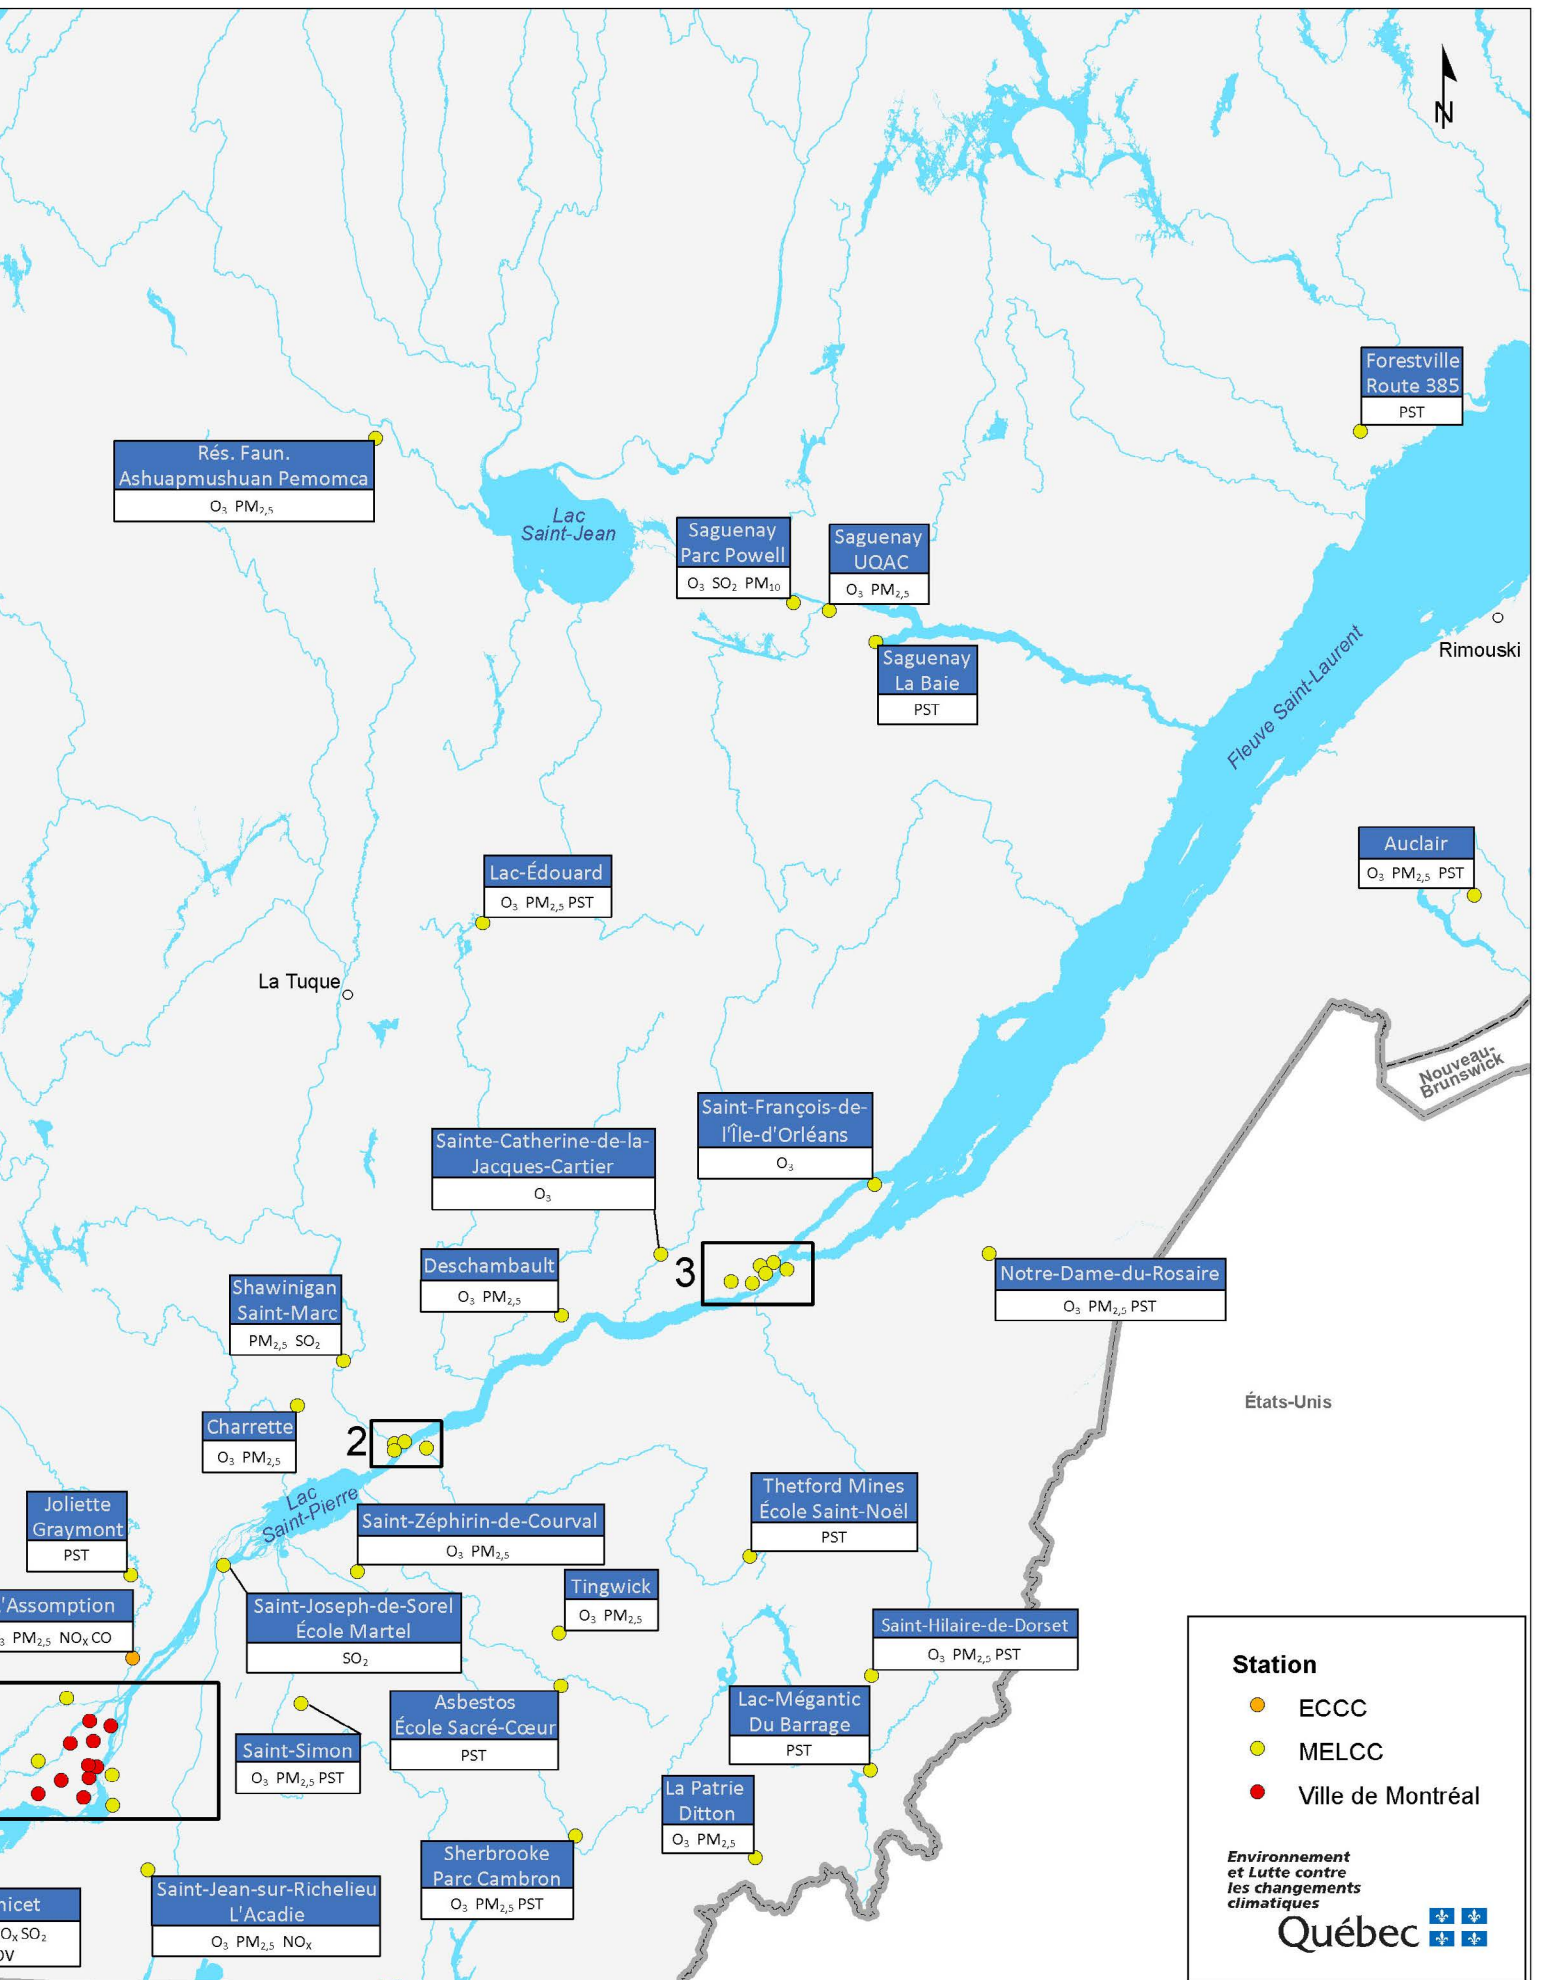 N
Forestville
Route 385
PST
Rés. Faun.
Ashuapmushuan Pemomca
O₃ PM₂,₅
Lac
Saint-Jean
Saguenay
Parc Powell
O₃ SO₂ PM₁₀
Saguenay
UQAC
O₃ PM₂,₅
Saguenay
La Baie
PST
Rimouski
Fleuve Saint-Laurent
Auclair
O₃ PM₂,₅ PST
Lac-Édouard
O₃ PM₂,₅ PST
La Tuque
Nouveau-
Brunswick
Saint-François-de-
l'Île-d'Orléans
O₃
Sainte-Catherine-de-la-
Jacques-Cartier
O₃
Deschambault
O₃ PM₂,₅
3
Notre-Dame-du-Rosaire
O₃ PM₂,₅ PST
Shawinigan
Saint-Marc
PM₂,₅ SO₂
États-Unis
Charrette
O₃ PM₂,₅
2
Lac
Saint-Pierre
Joliette
Graymont
PST
Saint-Zéphirin-de-Courval
O₃ PM₂,₅
Thetford Mines
École Saint-Noël
PST
'Assomption
₃ PM₂,₅ NOₓ CO
Saint-Joseph-de-Sorel
École Martel
SO₂
Tingwick
O₃ PM₂,₅
Saint-Hilaire-de-Dorset
O₃ PM₂,₅ PST
Asbestos
École Sacré-Cœur
PST
Lac-Mégantic
Du Barrage
PST
Saint-Simon
O₃ PM₂,₅ PST
La Patrie
Ditton
O₃ PM₂,₅
Sherbrooke
Parc Cambron
O₃ PM₂,₅ PST
Saint-Jean-sur-Richelieu
L'Acadie
O₃ PM₂,₅ NOₓ
nicet
Oₓ SO₂
OV
Station
ECCC
MELCC
Ville de Montréal
Environnement
et Lutte contre
les changements
climatiques
Québec